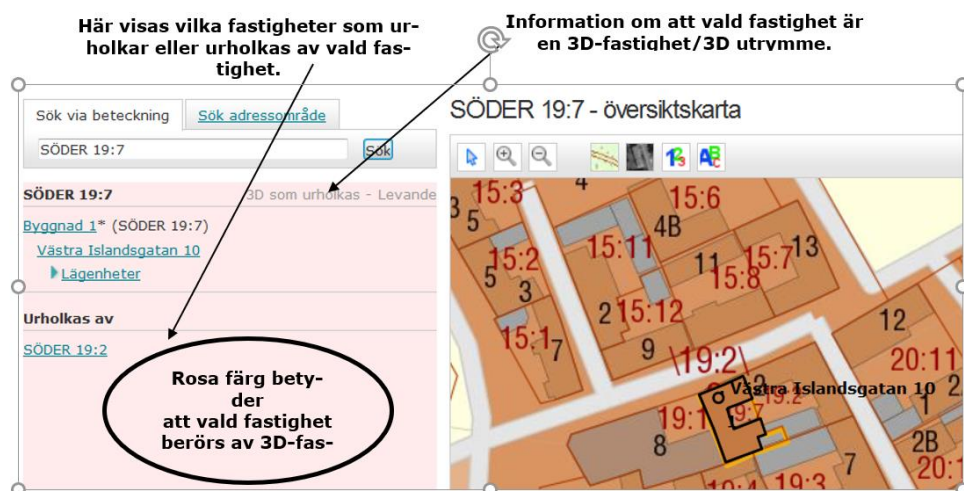 Här visas vilka fastigheter som ur-
holkar eller urholkas av vald fas-
tighet.
Information om att vald fastighet är
en 3D-fastighet/3D utrymme.
Sök via beteckning
Sök adressområde
SÖDER 19:7
Sök
SÖDER 19:7
3D som urholkas - Levande
Byggnad 1* (SÖDER 19:7)
Västra Islandsgatan 10
Lägenheter
Urholkas av
SÖDER 19:2
Rosa färg bety-
der
att vald fastighet
berörs av 3D-fas-
SÖDER 19:7 - översiktskarta
15:3
4
15:6
3
5
4B
15:2
15:11
11
15:7
13
5
15:8
3
2
15:12
12
15:1
7
9
\19:2\
20:11
Västra Islandsgatan 10
19:2
2
1
19:1
19:7
8
2B
7
20:1
19:4
19:3